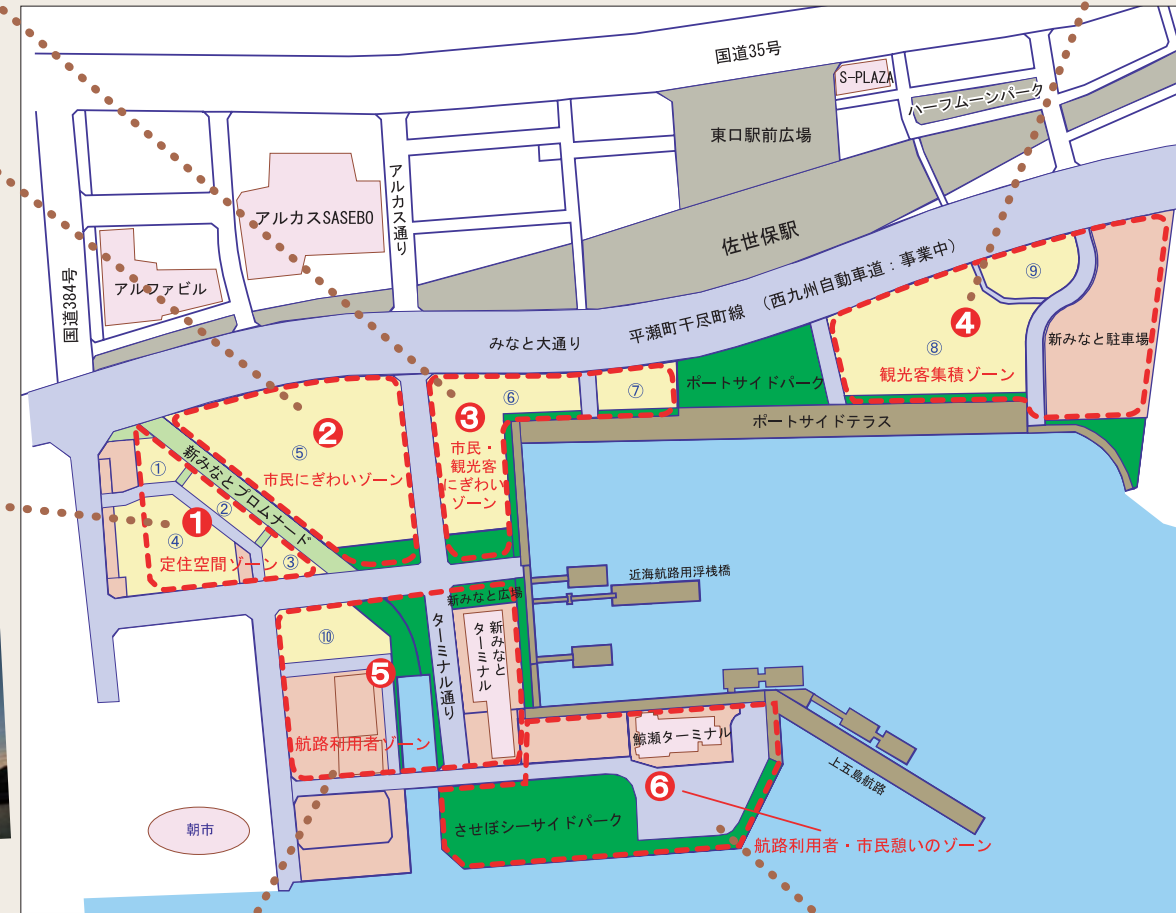 国道35号
S-PLAZA
ハーフムーンパーク
東口駅前広場
アルカス通り
アルカスSASEBO
佐世保駅
国道384号
アルファビル
みなと大通り
平瀬町干尽町線 （西九州自動車道：事業中）
⑨
4
⑧
観光客集積ゾーン
新みなと駐車場
ポートサイドパーク
ポートサイドテラス
⑥
⑦
3
市民・
観光客
にぎわい
ゾーン
2
⑤
市民にぎわいゾーン
新みなとプロムナード
①
②
1
④
定住空間ゾーン
③
近海航路用浮桟橋
新みなと広場
⑩
5
航路利用者ゾーン
ターミナル通り
新みなと
ターミナル
鯨瀬ターミナル
上五島航路
6
させぼシーサイドパーク
航路利用者・市民憩いのゾーン
朝市